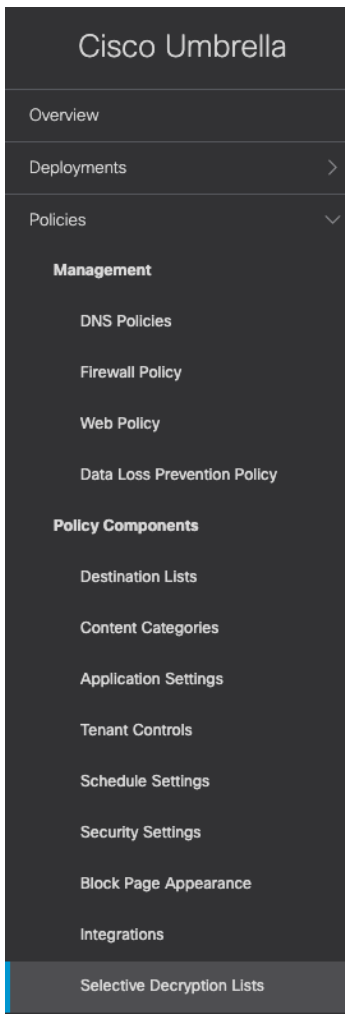 Cisco Umbrella
Overview
Deployments
Policies
Management
DNS Policies
Firewall Policy
Web Policy
Data Loss Prevention Policy
Policy Components
Destination Lists
Content Categories
Application Settings
Tenant Controls
Schedule Settings
Security Settings
Block Page Appearance
Integrations
Selective Decryption Lists